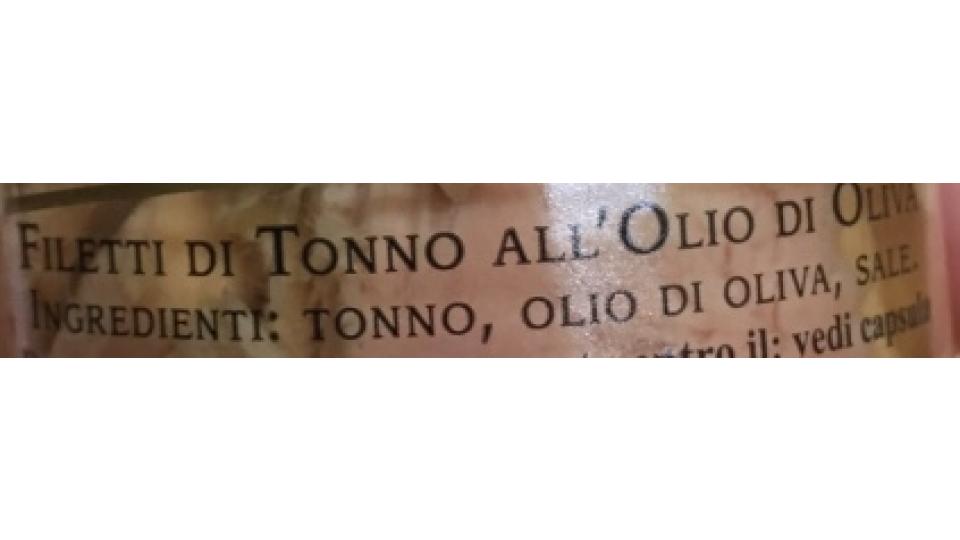 FILETTI DI TONNO ALL'OLIO DI OLIVA
INGREDIENTI: TONNO, OLIO DI OLIVA, SALE.
il: vedi capsula